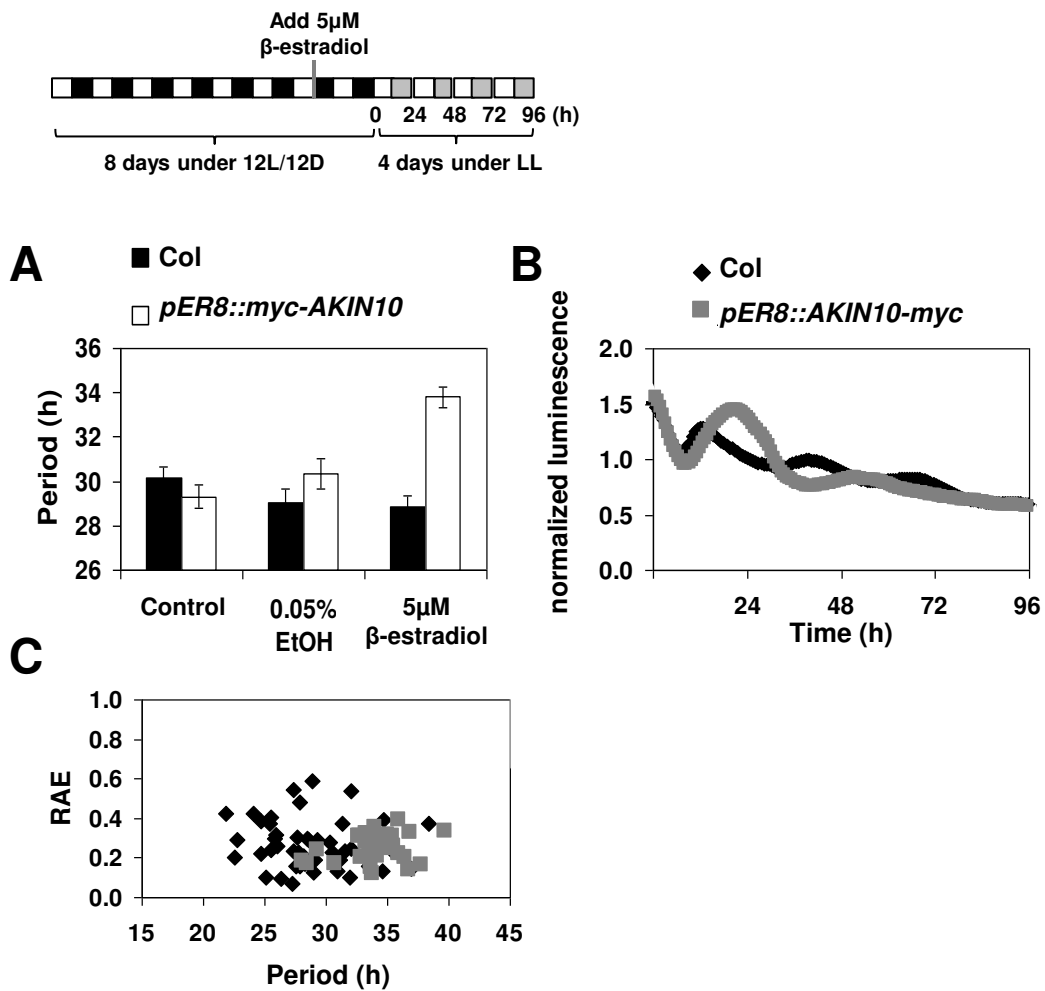 Add 5µM
β-estradiol
0 24 48 72 96 (h)
8 days under 12L/12D
4 days under LL
A
Col
pER8::myc-AKIN10
Period (h)
36
34
32
30
28
26
Control
0.05%
EtOH
5µM
β-estradiol
B
Col
pER8::AKIN10-myc
normalized luminescence
2.0
1.5
1.0
0.5
0.0
24 48 72 96
Time (h)
C
RAE
1.0
0.8
0.6
0.4
0.2
0.0
15 20 25 30 35 40 45
Period (h)